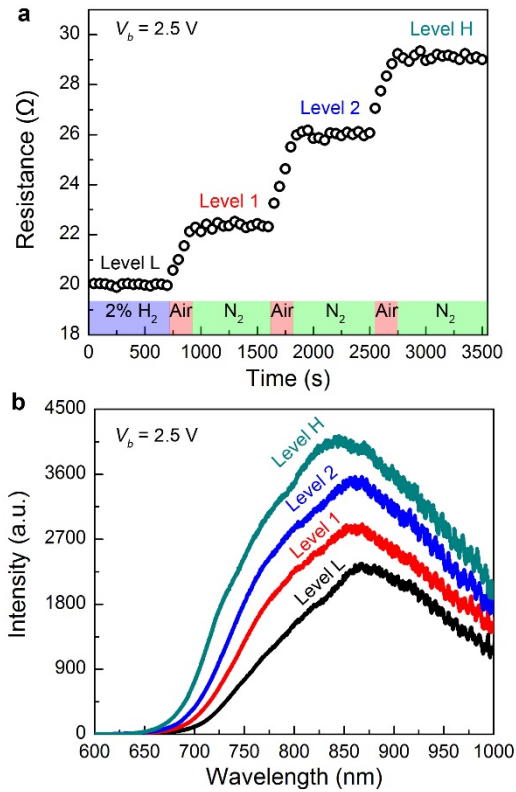 a
V_b = 2.5 V
Level H
30
28
26
24
22
20
18
Resistance (Ω)
Level 2
Level 1
Level L
2% H₂ Air N₂ Air N₂ Air N₂
0 500 1000 1500 2000 2500 3000 3500
Time (s)
b
V_b = 2.5 V
4500
3600
2700
1800
900
0
Intensity (a.u.)
Level H
Level 2
Level 1
Level L
600 650 700 750 800 850 900 950 1000
Wavelength (nm)